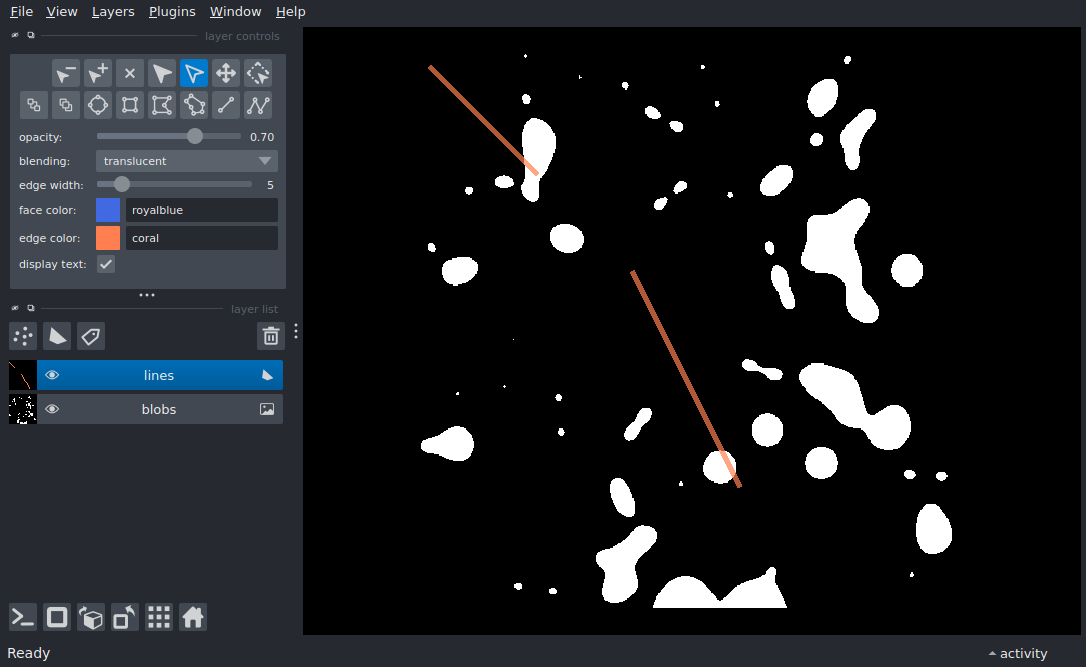 File View Layers Plugins Window Help
layer controls
opacity: 0.70
blending: translucent
edge width: 5
face color: royalblue
edge color: coral
display text:
layer list
lines
blobs
Ready
activity